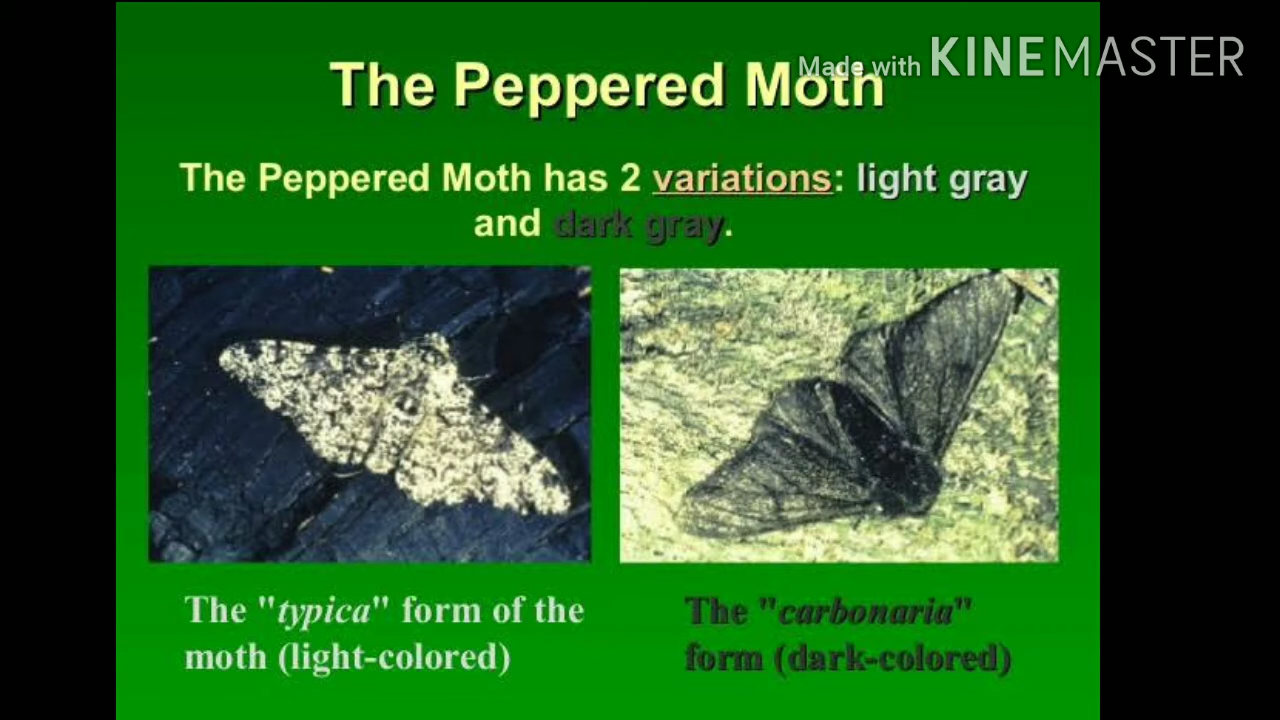 Made with KINEMASTER
The Peppered Moth
The Peppered Moth has 2 variations: light gray
and dark gray.
The "typica" form of the
moth (light-colored)
The "carbonaria"
form (dark-colored)